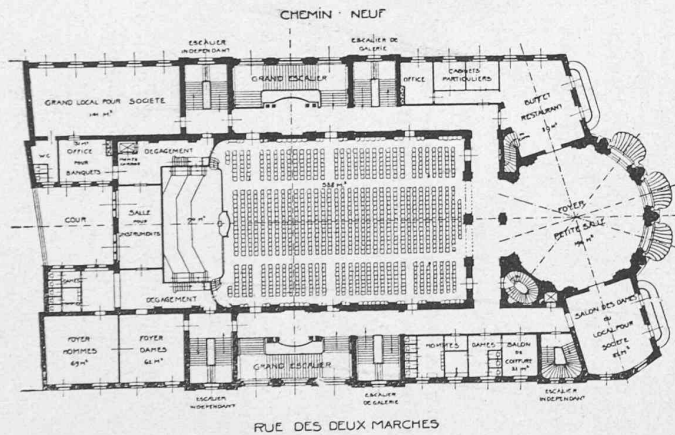 CHEMIN NEUF
ESCALIER
INDEPENDANT
ESCALIER DE
GALERIE
GRAND LOCAL POUR SOCIETE
GRAND ESCALIER
OFFICE
CABINETS
PARTICULIERS
BUFFET
RESTAURANT
W.C.
OFFICE
POUR
BANQUETS
DEGAGEMENT
COUR
SALLE
POUR
INSTRUMENTS
FOYER
PETITE SALLE
DAMES
DEGAGEMENT
SALON DES DAMES
OU
LOCAL POUR
SOCIETE
FOYER
HOMMES
FOYER
DAMES
GRAND ESCALIER
HOMMES
DAMES
SALON
DE
COIFFURE
ESCALIER
INDEPENDANT
ESCALIER
DE GALERIE
ESCALIER
INDEPENDANT
RUE DES DEUX MARCHES